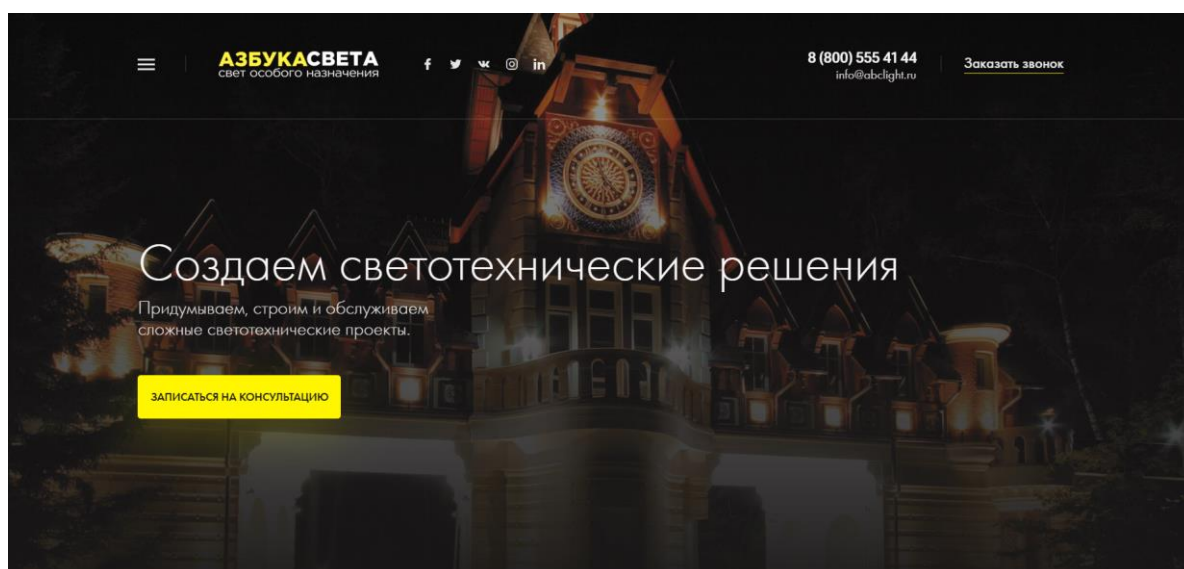 АЗБУКАСВЕТА
свет особого назначения
8 (800) 555 41 44
info@abclight.ru
Заказать звонок
Создаем светотехнические решения
Придумываем, строим и обслуживаем
сложные светотехнические проекты.
ЗАПИСАТЬСЯ НА КОНСУЛЬТАЦИЮ